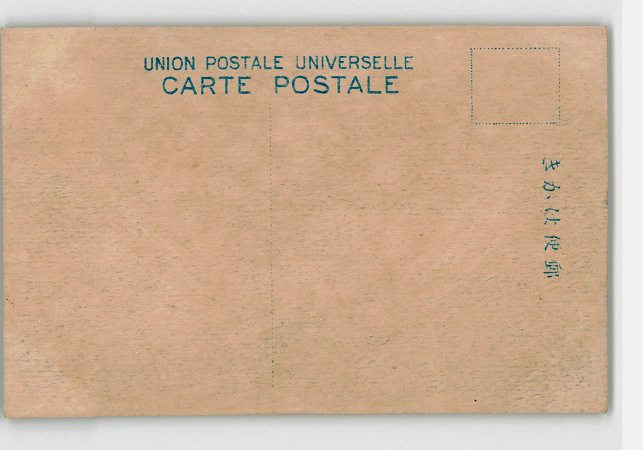 UNION POSTALE UNIVERSELLE
CARTE POSTALE
郵便はかき